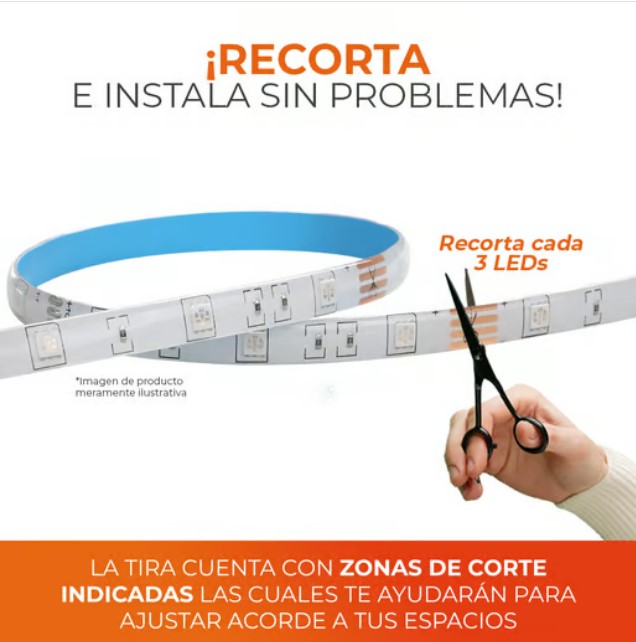 ¡RECORTA
E INSTALA SIN PROBLEMAS!
Recorta cada
3 LEDs
*Imagen de producto
meramente ilustrativa
LA TIRA CUENTA CON ZONAS DE CORTE
INDICADAS LAS CUALES TE AYUDARÁN PARA
AJUSTAR ACORDE A TUS ESPACIOS